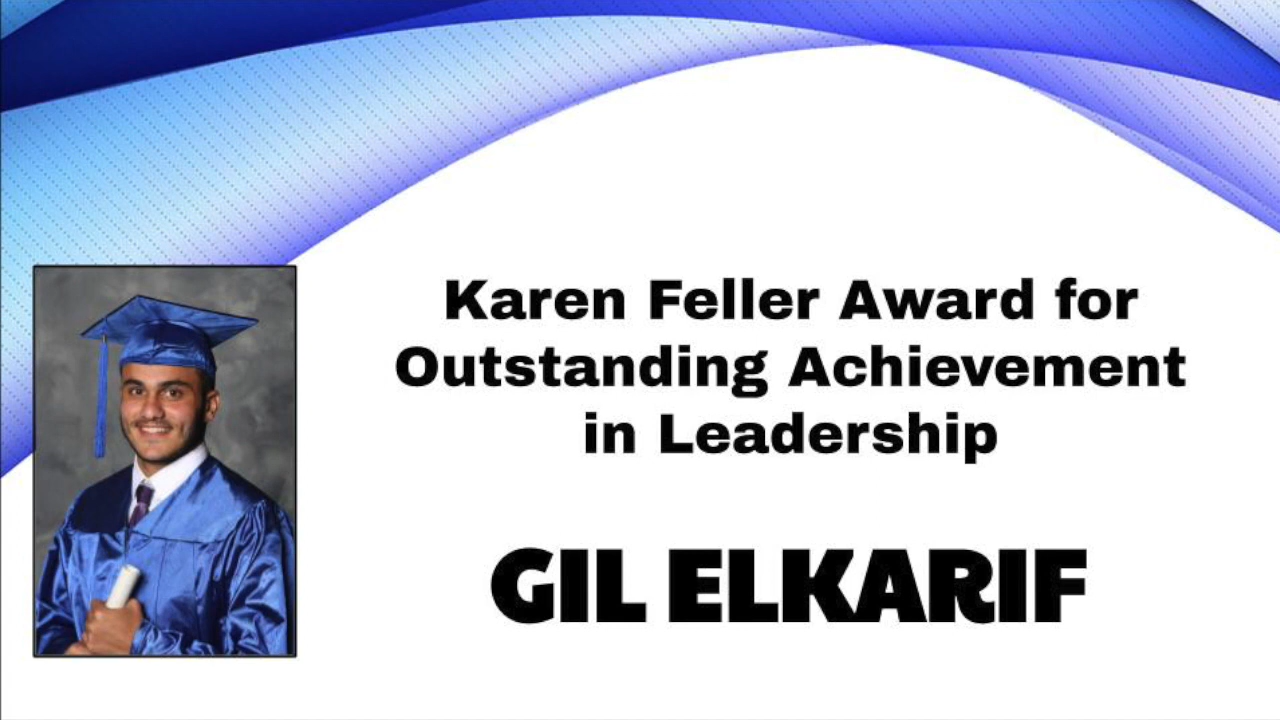 Karen Feller Award for
Outstanding Achievement
in Leadership
GIL ELKARIF